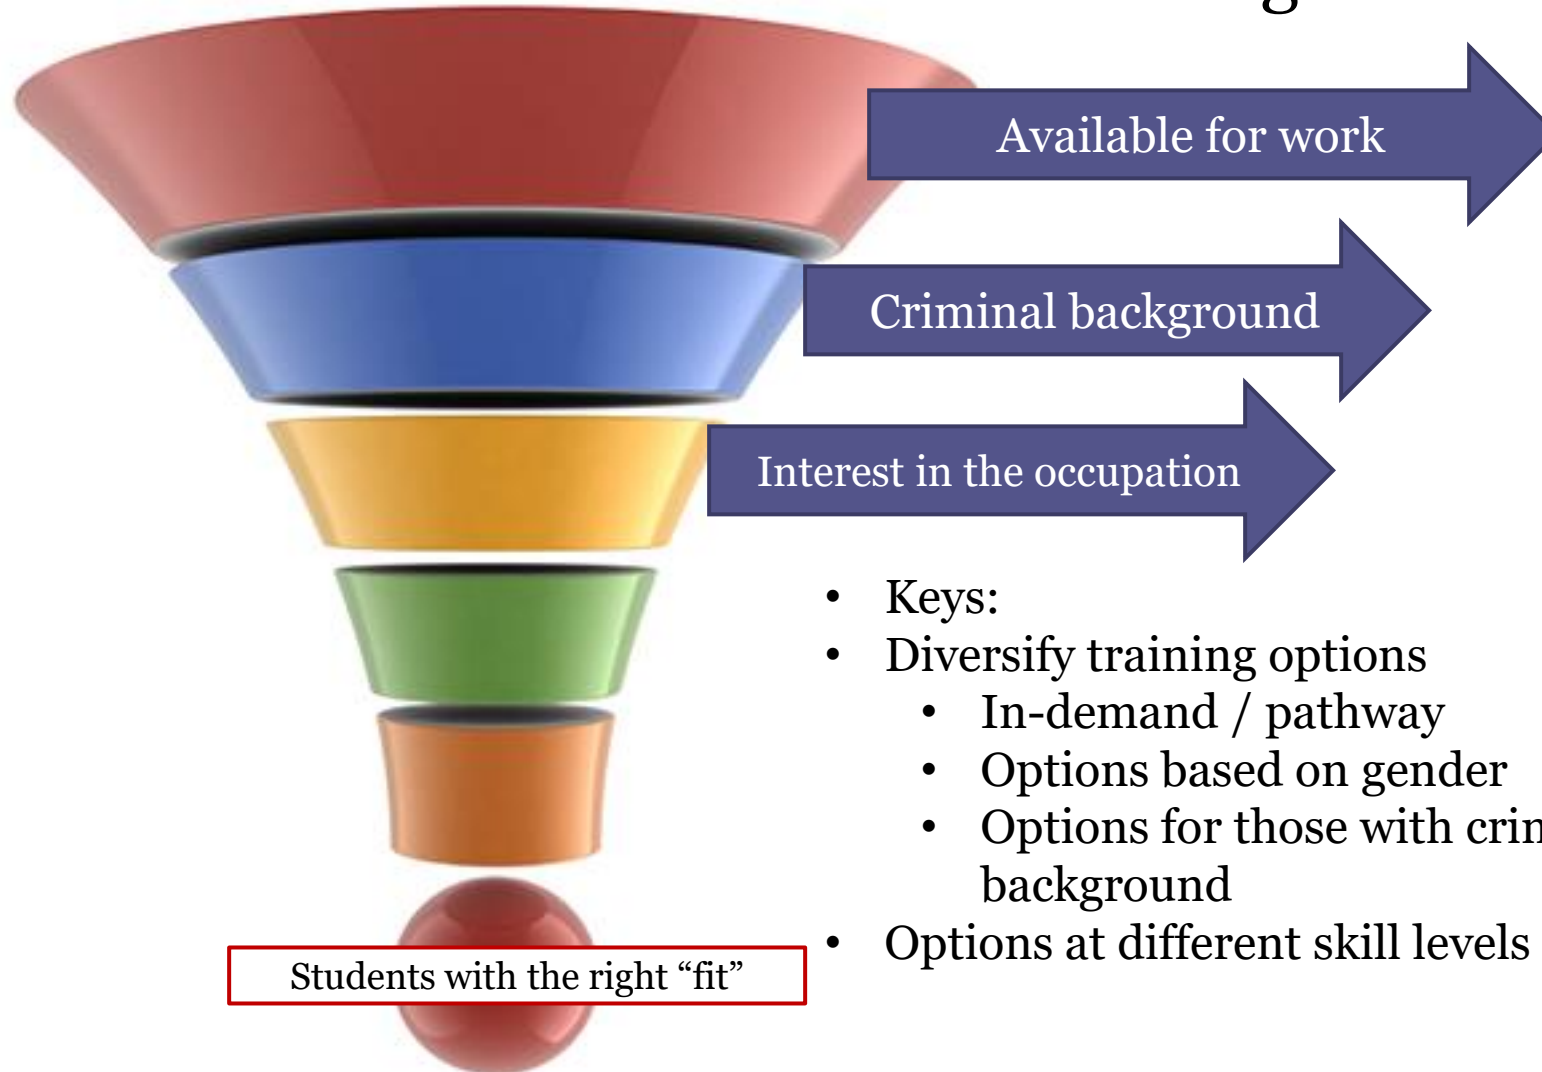 Available for work
Criminal background
Interest in the occupation
• Keys:
• Diversify training options
• In-demand / pathway
• Options based on gender
• Options for those with
background
• Options at different skill levels
Students with the right “fit”